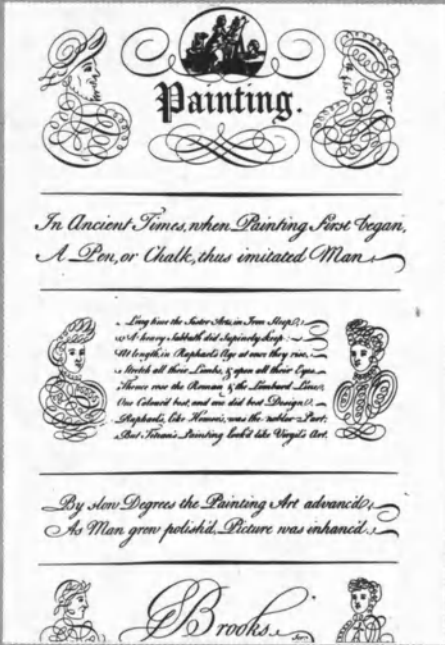 Painting.
In Ancient Times, when Painting first began,
A Pen, or Chalk, thus imitated Man
Long time the Sister Arts, in Iron Sleep,
A heavy Sabbath did supinely keep:
At length, in Raphael's Age at once they rise,
Stretch all their Limbs, & open all their Eyes.
Thence rose the Roman & the Lombard Line,
One Colour'd best, and one did best Design.
Raphael's, like Homer's, was the nobler Part;
But Titian's Painting look'd like Virgil's Art.
By slow Degrees the Painting Art advanc'd,
As Man grew polish'd, Picture was inhanc'd.
Brooks